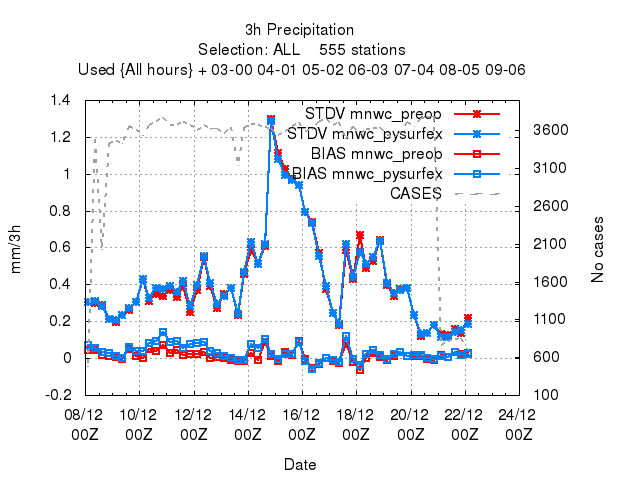 3h Precipitation
Selection: ALL 555 stations
Used {All hours} + 03-00 04-01 05-02 06-03 07-04 08-05 09-06
STDV mnwc_preop
STDV mnwc_pysurfex
BIAS mnwc_preop
BIAS mnwc_pysurfex
CASES
mm/3h
1.4
1.2
1
0.8
0.6
0.4
0.2
0
-0.2
No cases
3600
3100
2600
2100
1600
1100
600
100
08/12 10/12 12/12 14/12 16/12 18/12 20/12 22/12 24/12
00Z 00Z 00Z 00Z 00Z 00Z 00Z 00Z 00Z
Date